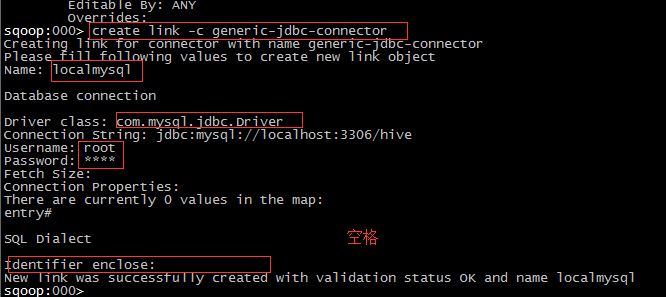 Editable By: ANY
Overrides:
sqoop:000> create link -c generic-jdbc-connector
Creating link for connector with name generic-jdbc-connector
Please fill following values to create new link object
Name: localmysql
Database connection
Driver class: com.mysql.jdbc.Driver
Connection String: jdbc:mysql://localhost:3306/hive
Username: root
Password: ****
Fetch Size:
Connection Properties:
There are currently 0 values in the map:
entry#
SQL Dialect
空格
Identifier enclose:
New link was successfully created with validation status OK and name localmysql
sqoop:000>